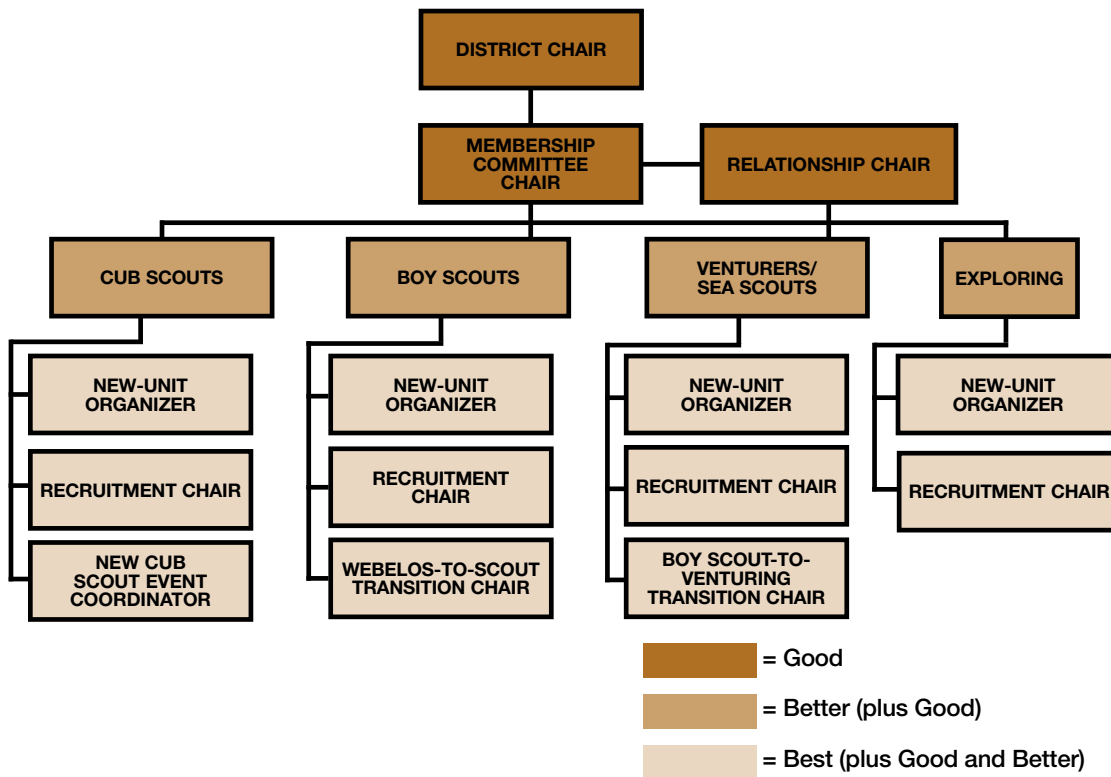 DISTRICT CHAIR
MEMBERSHIP
COMMITTEE
CHAIR
RELATIONSHIP CHAIR
CUB SCOUTS
BOY SCOUTS
VENTURERS/
SEA SCOUTS
EXPLORING
NEW-UNIT
ORGANIZER
NEW-UNIT
ORGANIZER
NEW-UNIT
ORGANIZER
NEW-UNIT
ORGANIZER
RECRUITMENT CHAIR
RECRUITMENT
CHAIR
RECRUITMENT CHAIR
RECRUITMENT CHAIR
NEW CUB
SCOUT EVENT
COORDINATOR
WEBELOS-TO-SCOUT
TRANSITION CHAIR
BOY SCOUT-TO-
VENTURING
TRANSITION CHAIR
= Good
= Better (plus Good)
= Best (plus Good and Better)